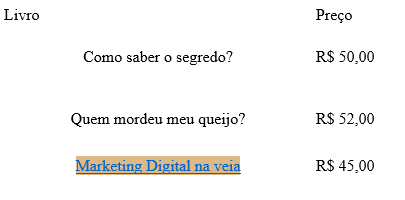 Livro Preço
Como saber o segredo? R$ 50,00
Quem mordeu meu queijo? R$ 52,00
Marketing Digital na veia R$ 45,00